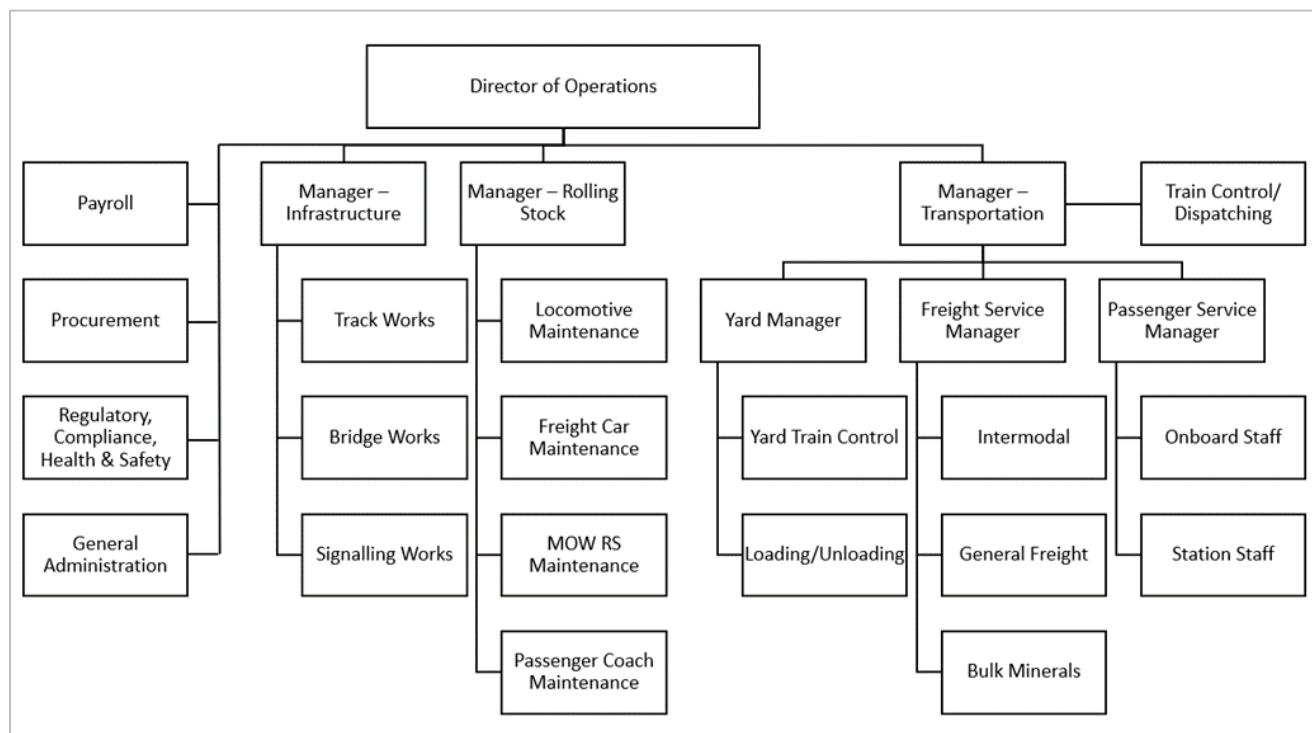 Director of Operations
Payroll
Manager –
Infrastructure
Manager – Rolling
Stock
Manager –
Transportation
Train Control/
Dispatching
Procurement
Track Works
Locomotive
Maintenance
Yard Manager
Freight Service
Manager
Passenger Service
Manager
Regulatory,
Compliance,
Health & Safety
Bridge Works
Freight Car
Maintenance
Yard Train Control
Intermodal
Onboard Staff
General
Administration
Signalling Works
MOW RS
Maintenance
Loading/Unloading
General Freight
Station Staff
Passenger Coach
Maintenance
Bulk Minerals